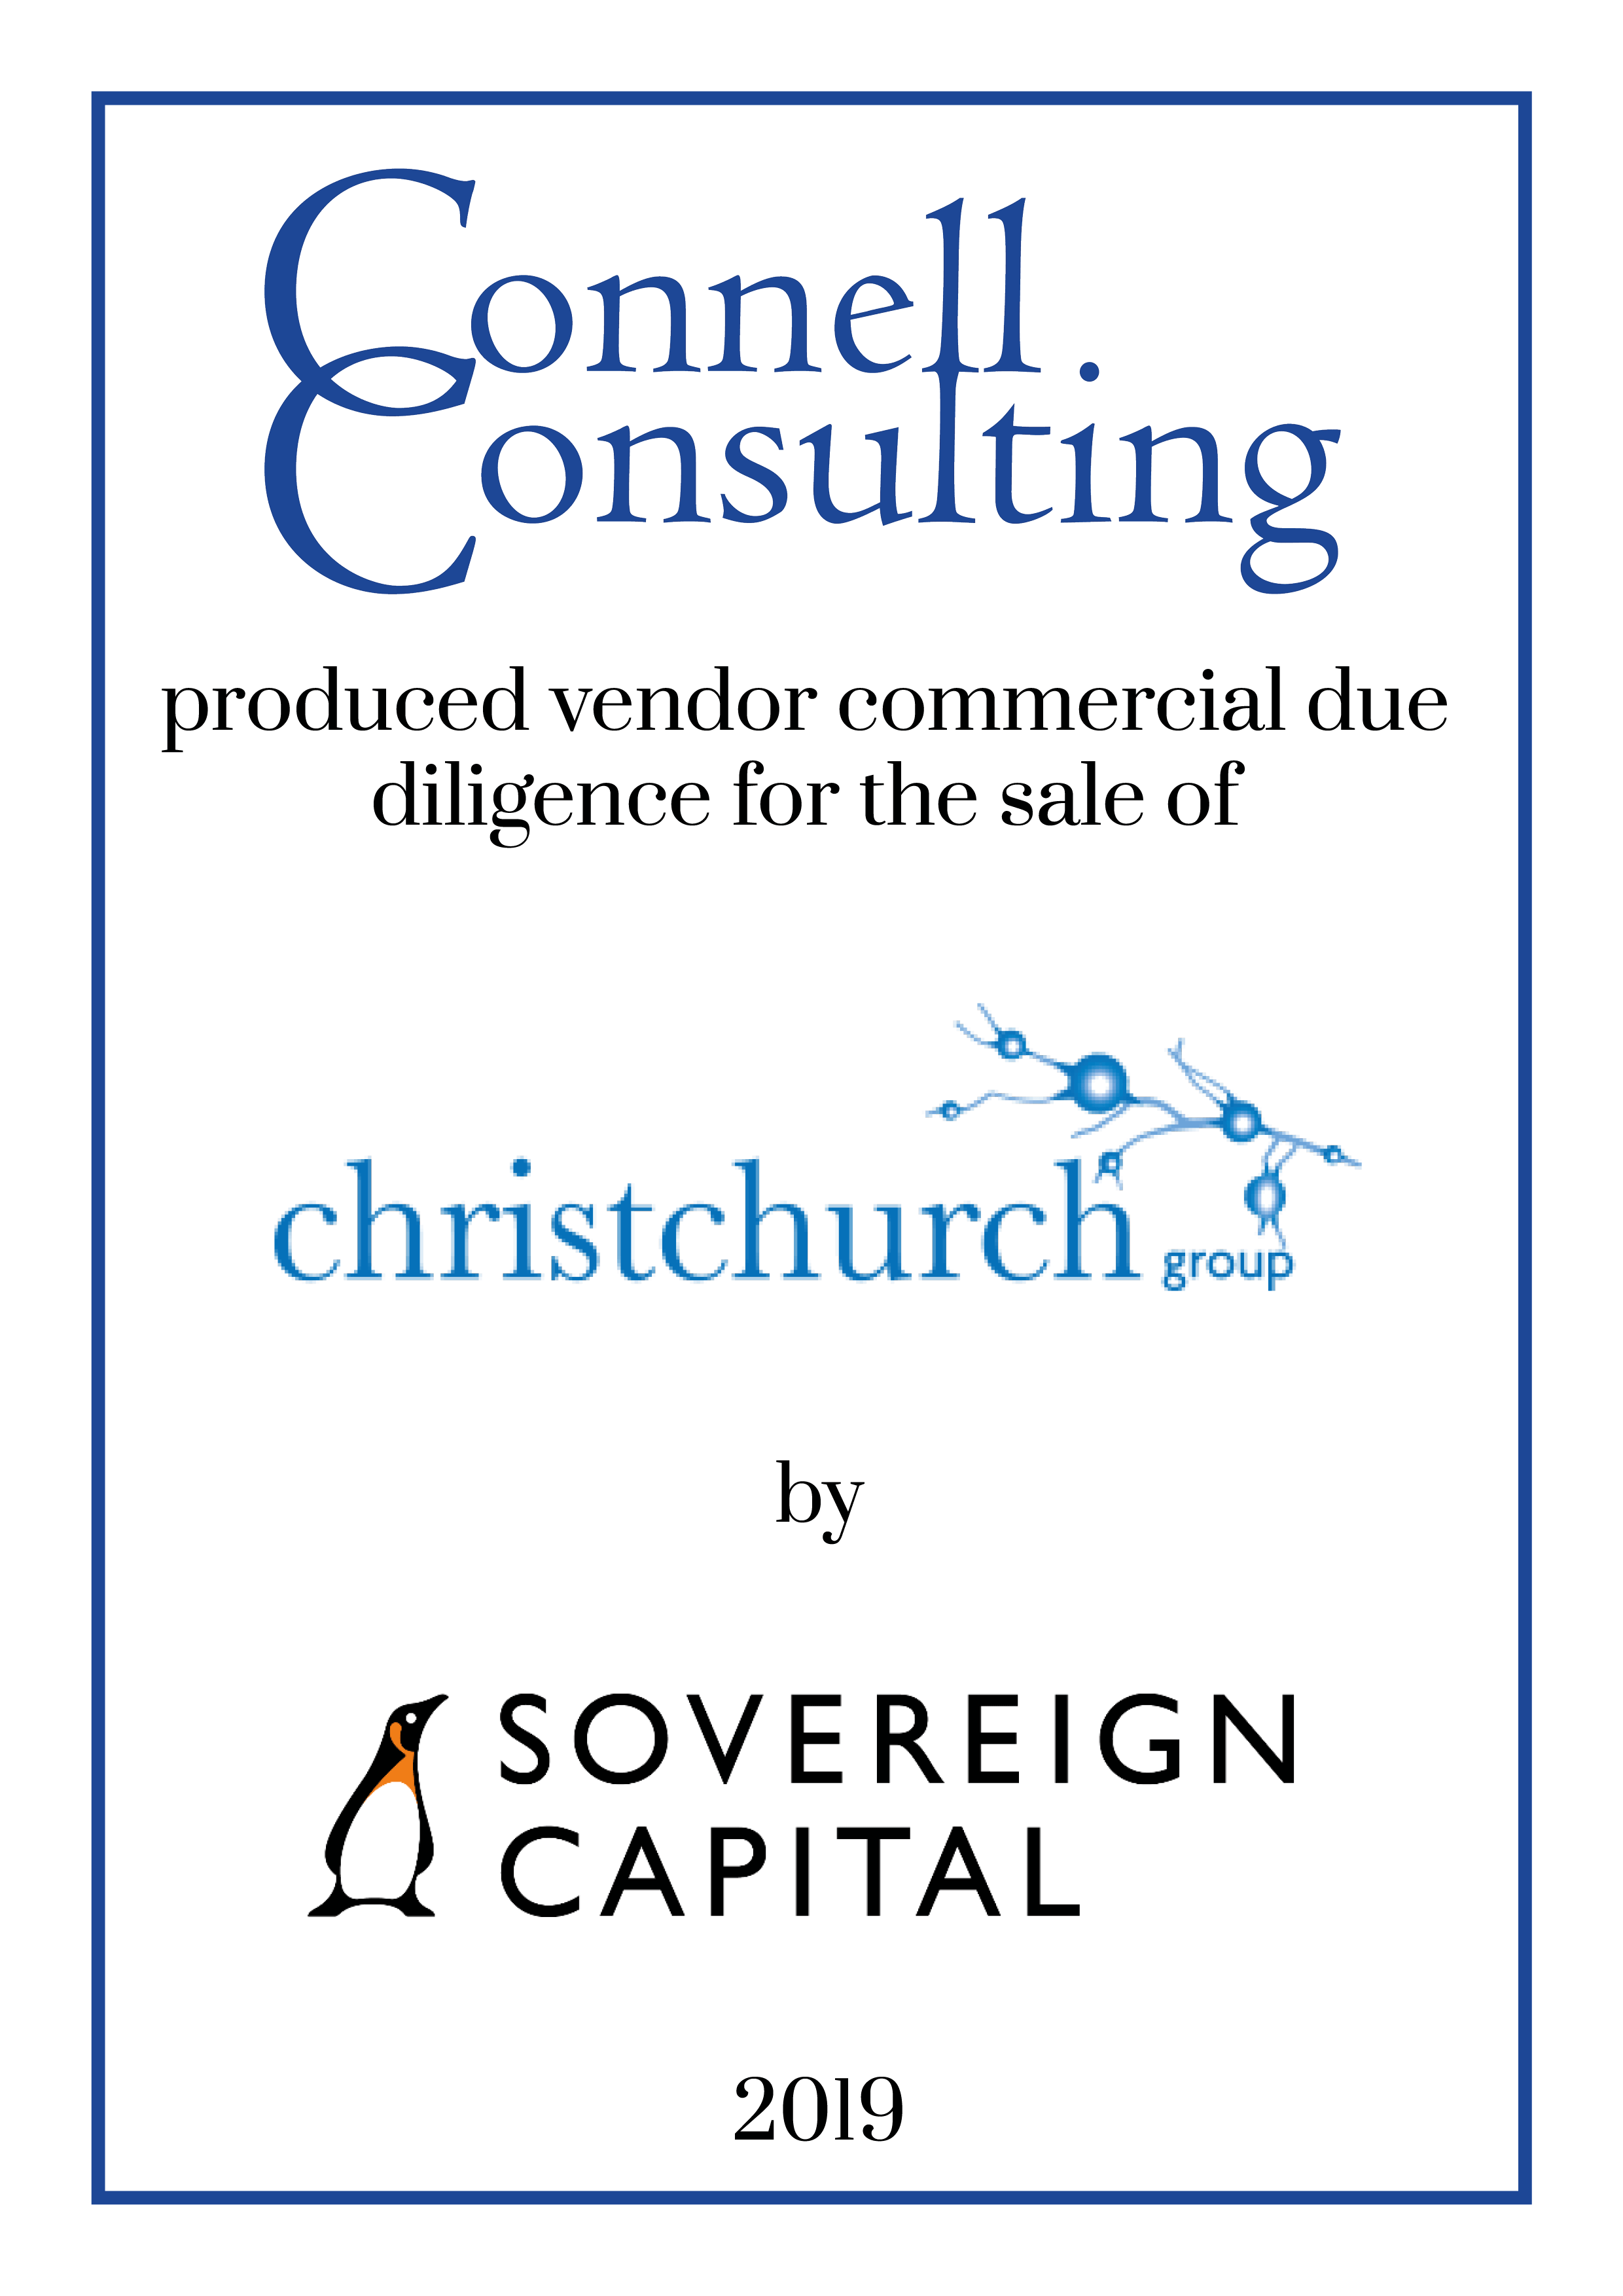 Connell
Consulting
produced vendor commercial due
diligence for the sale of
christchurch group
by
SOVEREIGN
CAPITAL
2019